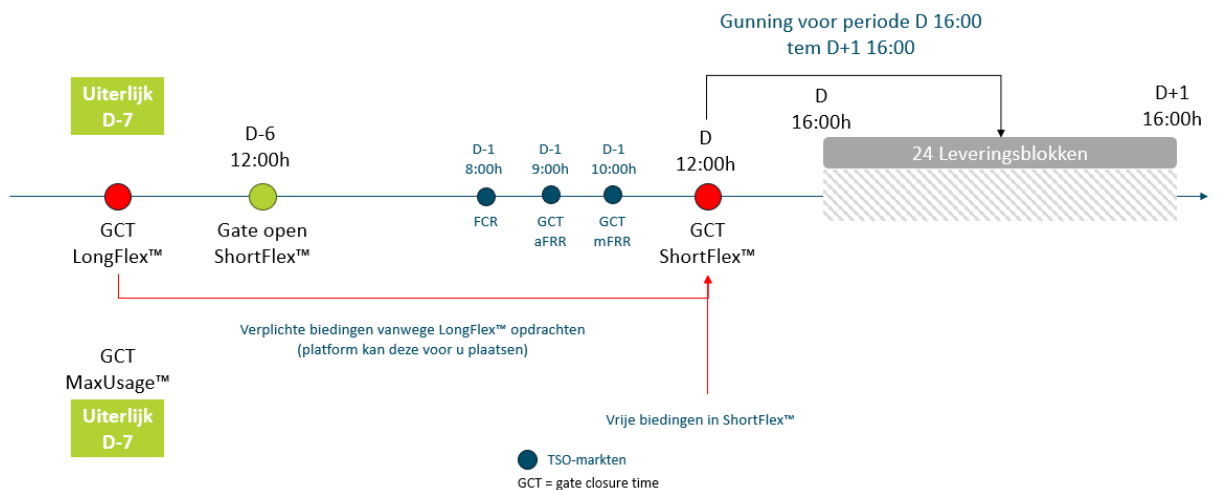 Gunning voor periode D 16:00
tem D+1 16:00
Uiterlijk
D-7
D-6
12:00h
D-1
8:00h
D-1
9:00h
D-1
10:00h
D
12:00h
D
16:00h
D+1
16:00h
24 Leveringsblokken
GCT
LongFlex™
Gate open
ShortFlex™
FCR
GCT
aFRR
GCT
mFRR
GCT
ShortFlex™
Verplichte biedingen vanwege LongFlex™ opdrachten
(platform kan deze voor u plaatsen)
GCT
MaxUsage™
Uiterlijk
D-7
Vrije biedingen in ShortFlex™
TSO-markten
GCT = gate closure time